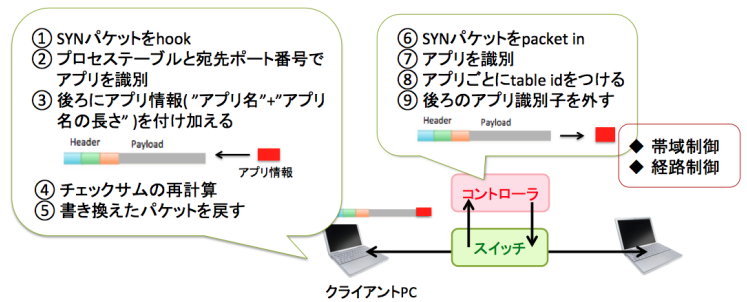 ① SYNパケットをhook
② プロセステーブルと宛先ポート番号で
アプリを識別
③ 後ろにアプリ情報( ”アプリ名”+“アプリ
名の長さ” )を付け加える
Header
Payload
アプリ情報
④ チェックサムの再計算
⑤ 書き換えたパケットを戻す
⑥ SYNパケットをpacket in
⑦ アプリを識別
⑧ アプリごとにtable idをつける
⑨ 後ろのアプリ識別子を外す
Header
Payload
◆ 帯域制御
◆ 経路制御
コントローラ
スイッチ
クライアントPC